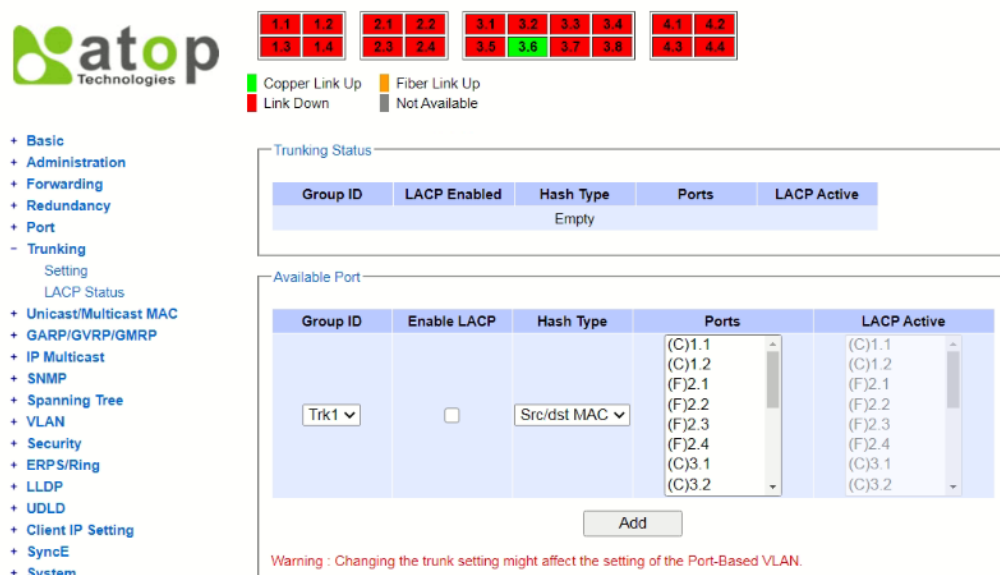 atop
Technologies
1.1 1.2 2.1 2.2 3.1 3.2 3.3 3.4 4.1 4.2
1.3 1.4 2.3 2.4 3.5 3.6 3.7 3.8 4.3 4.4
Copper Link Up Fiber Link Up
Link Down Not Available
+ Basic
+ Administration
+ Forwarding
+ Redundancy
+ Port
− Trunking
Setting
LACP Status
+ Unicast/Multicast MAC
+ GARP/GVRP/GMRP
+ IP Multicast
+ SNMP
+ Spanning Tree
+ VLAN
+ Security
+ ERPS/Ring
+ LLDP
+ UDLD
+ Client IP Setting
+ SyncE
+ System
Trunking Status
Group ID LACP Enabled Hash Type Ports LACP Active
Empty
Available Port
Group ID Enable LACP Hash Type Ports LACP Active
(C)1.1 (C)1.1
(C)1.2 (C)1.2
(F)2.1 (F)2.1
(F)2.2 (F)2.2
Trk1 Src/dst MAC (F)2.3 (F)2.3
(F)2.4 (F)2.4
(C)3.1 (C)3.1
(C)3.2 (C)3.2
Add
Warning : Changing the trunk setting might affect the setting of the Port-Based VLAN.